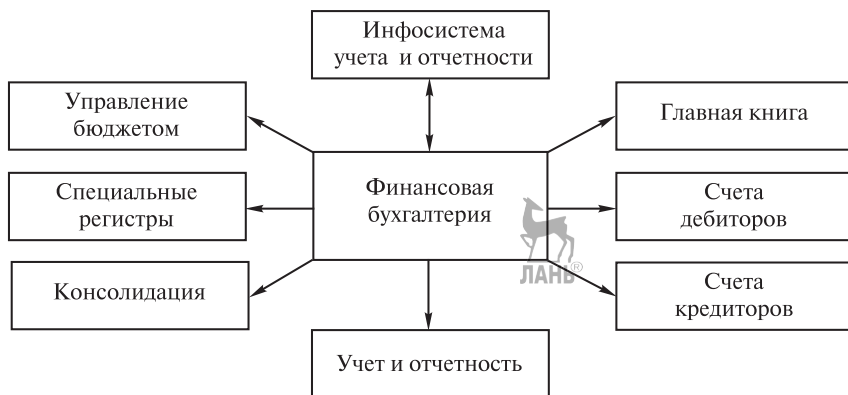 Инфосистема
учета и отчетности
Управление
бюджетом
Главная книга
Финансовая
бухгалтерия
Специальные
регистры
Счета
дебиторов
ЛАНЬ®
Консолидация
Счета
кредиторов
Учет и отчетность